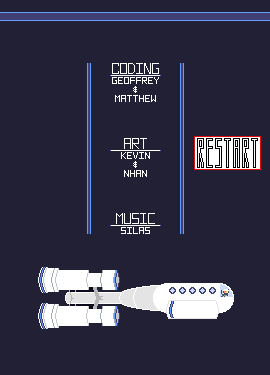 CODING
GEOFFREY
&
MATTHEW
ART
KEVIN
&
NHAN
RESTART
MUSIC
SILAS